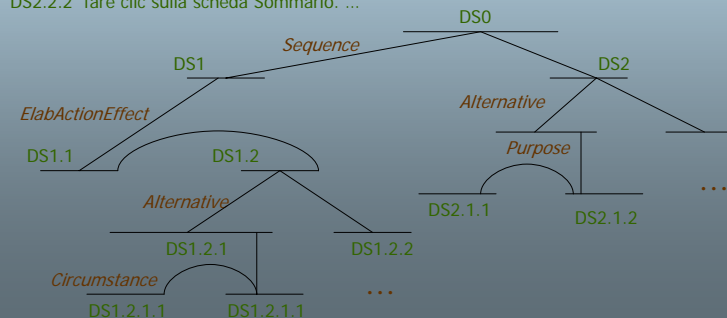 DS2.2.2 fare clic sulla scheda Sommario. ...
DS0
Sequence
DS1
DS2
Alternative
ElabActionEffect
Purpose
DS1.1
DS1.2
...
Alternative
DS2.1.1
DS2.1.2
DS1.2.1
DS1.2.2
Circumstance
...
DS1.2.1.1
DS1.2.1.1